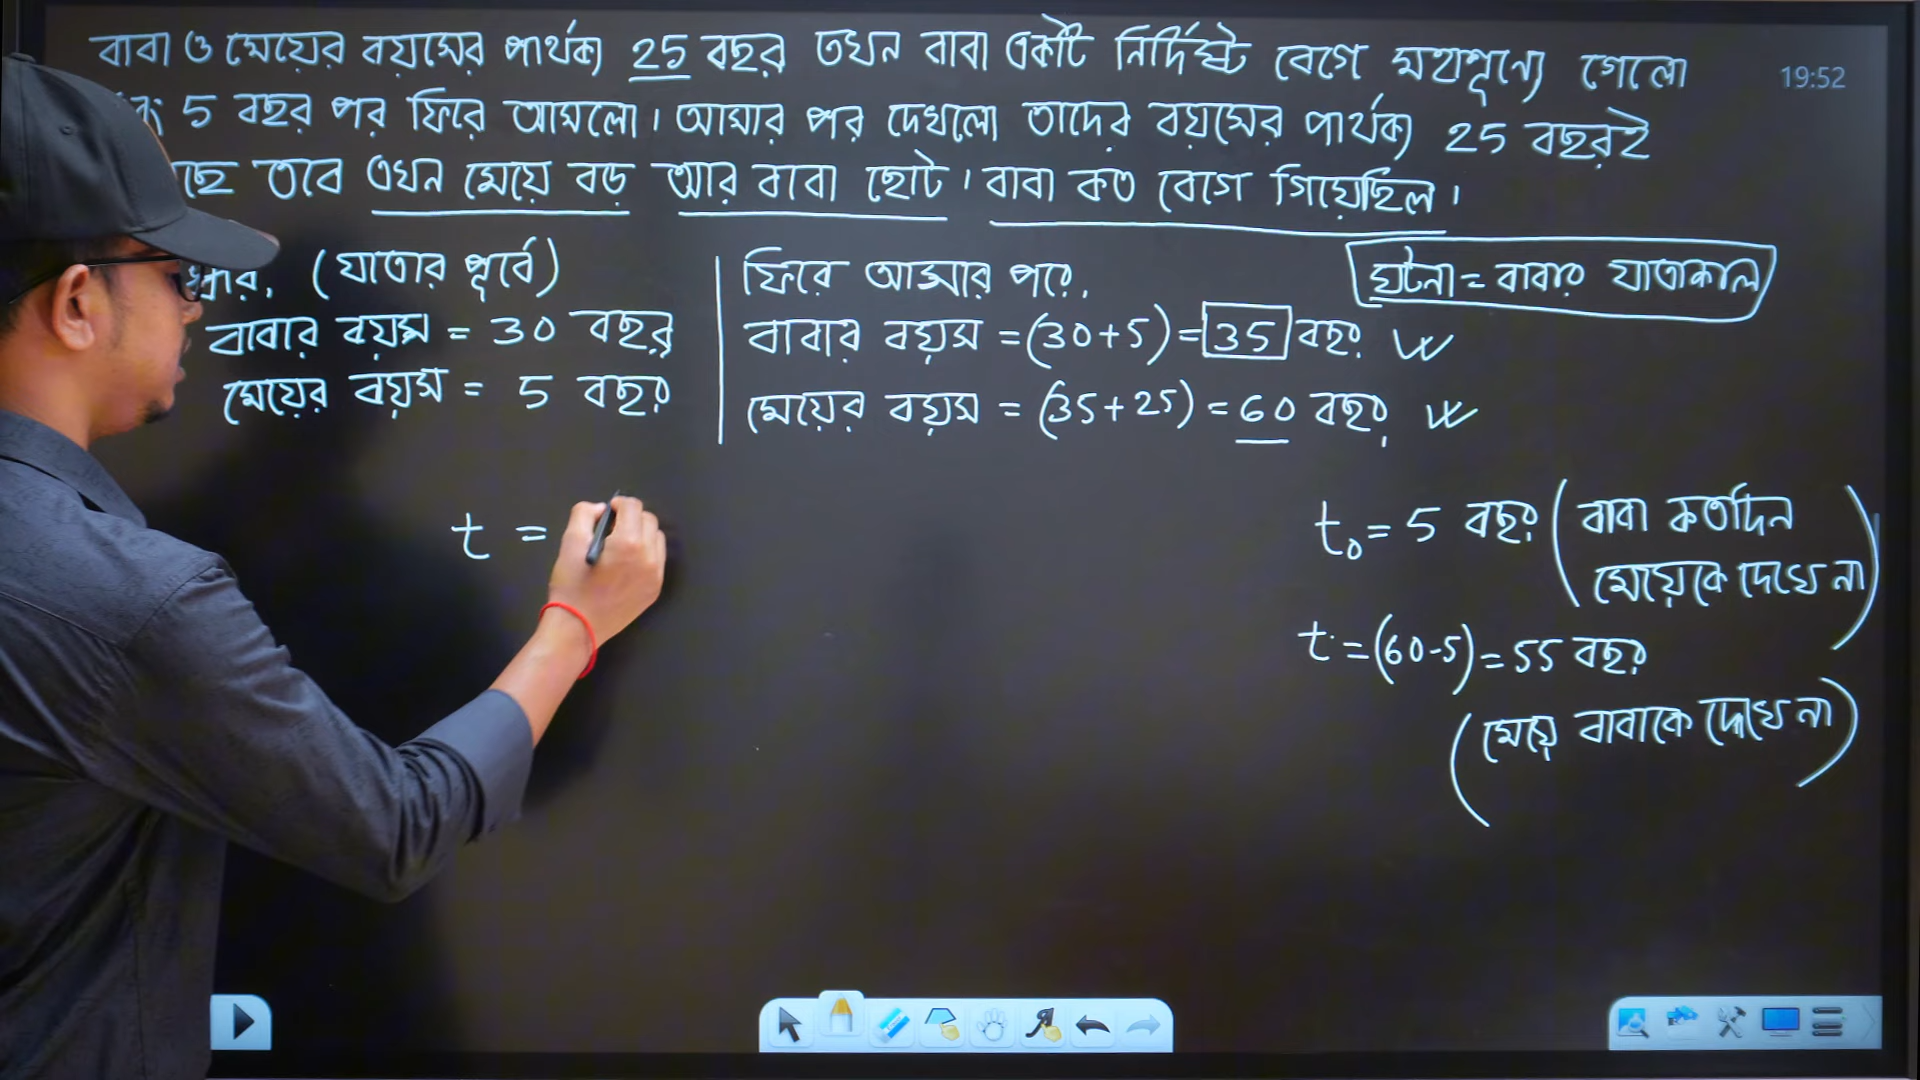 বাবা ও মেয়ের বয়সের পার্থক্য 25 বছর তখন বাবা একটি নির্দিষ্ট বেগে মহাশূণ্যে গেলো
19:52
5 বছর পর ফিরে আসলো। আসার পর দেখলো তাদের বয়সের পার্থক্য 25 বছরই
তবে এখন মেয়ে বড় আর বাবা ছোট। বাবা কত বেগে গিয়েছিল।
(যাত্রার পূর্বে)
বাবার বয়স = 30 বছর
মেয়ের বয়স = 5 বছর
ফিরে আসার পরে,
বাবার বয়স = (30+5) = 35 বছর
মেয়ের বয়স = (35+25) = 60 বছর
ঘটনা = বাবার যাত্রাকাল
t =
t₀ = 5 বছর (বাবা কতদিন
মেয়েকে দেখে না)
t = (60-5) = 55 বছর
(মেয়ে বাবাকে দেখে না)